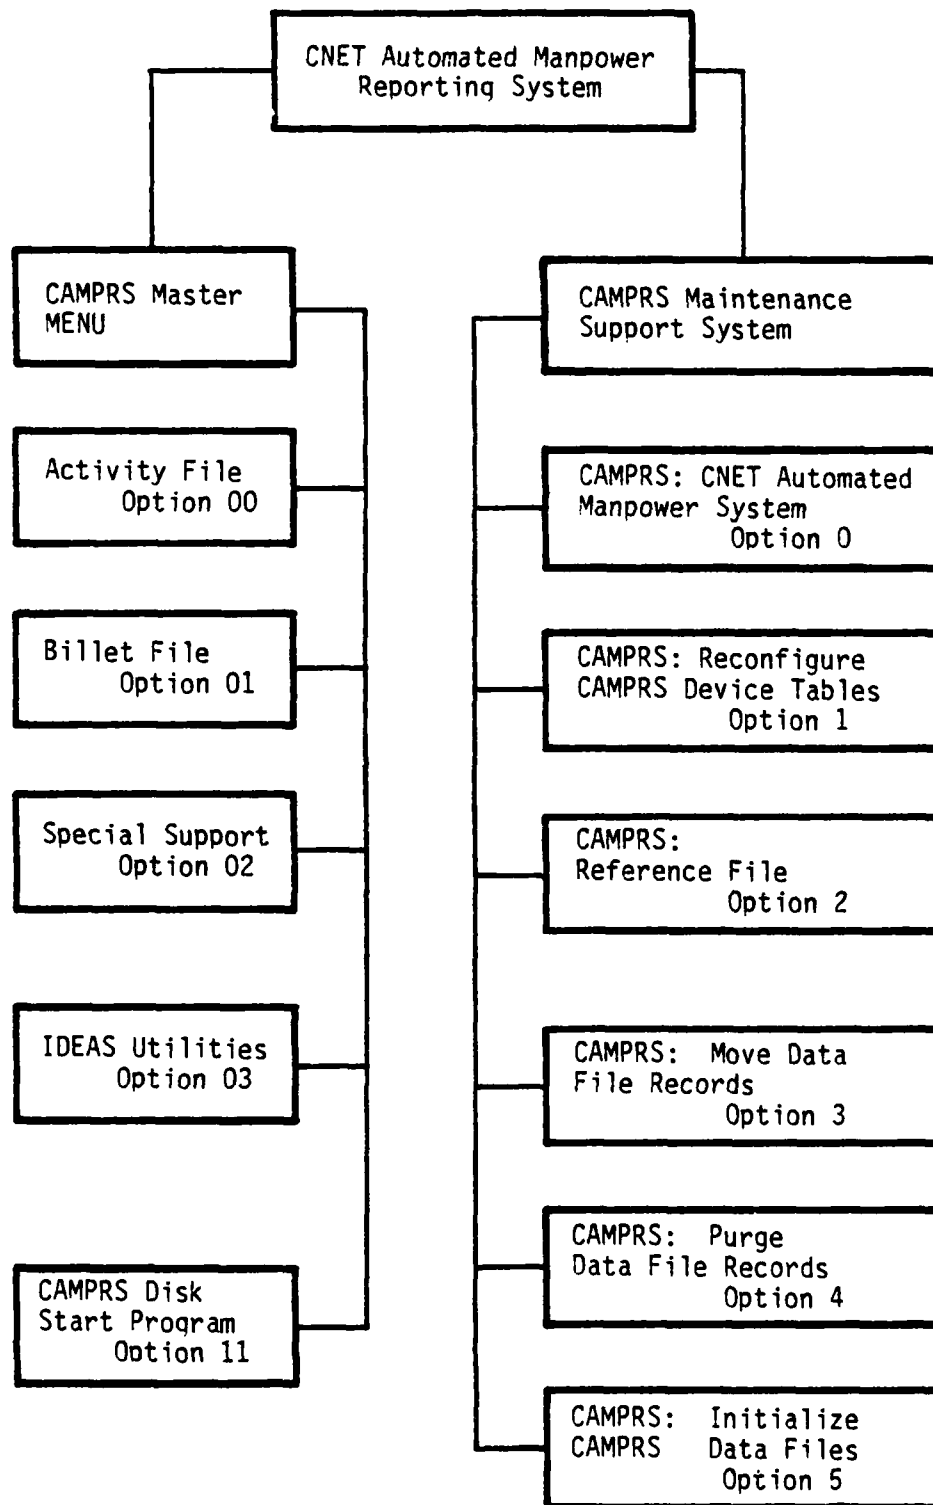 CNET Automated Manpower
Reporting System
CAMPRS Master
MENU
Activity File
Option 00
Billet File
Option 01
Special Support
Option 02
IDEAS Utilities
Option 03
CAMPRS Disk
Start Program
Option 11
CAMPRS Maintenance
Support System
CAMPRS: CNET Automated
Manpower System
Option 0
CAMPRS: Reconfigure
CAMPRS Device Tables
Option 1
CAMPRS:
Reference File
Option 2
CAMPRS: Move Data
File Records
Option 3
CAMPRS: Purge
Data File Records
Option 4
CAMPRS: Initialize
CAMPRS Data Files
Option 5